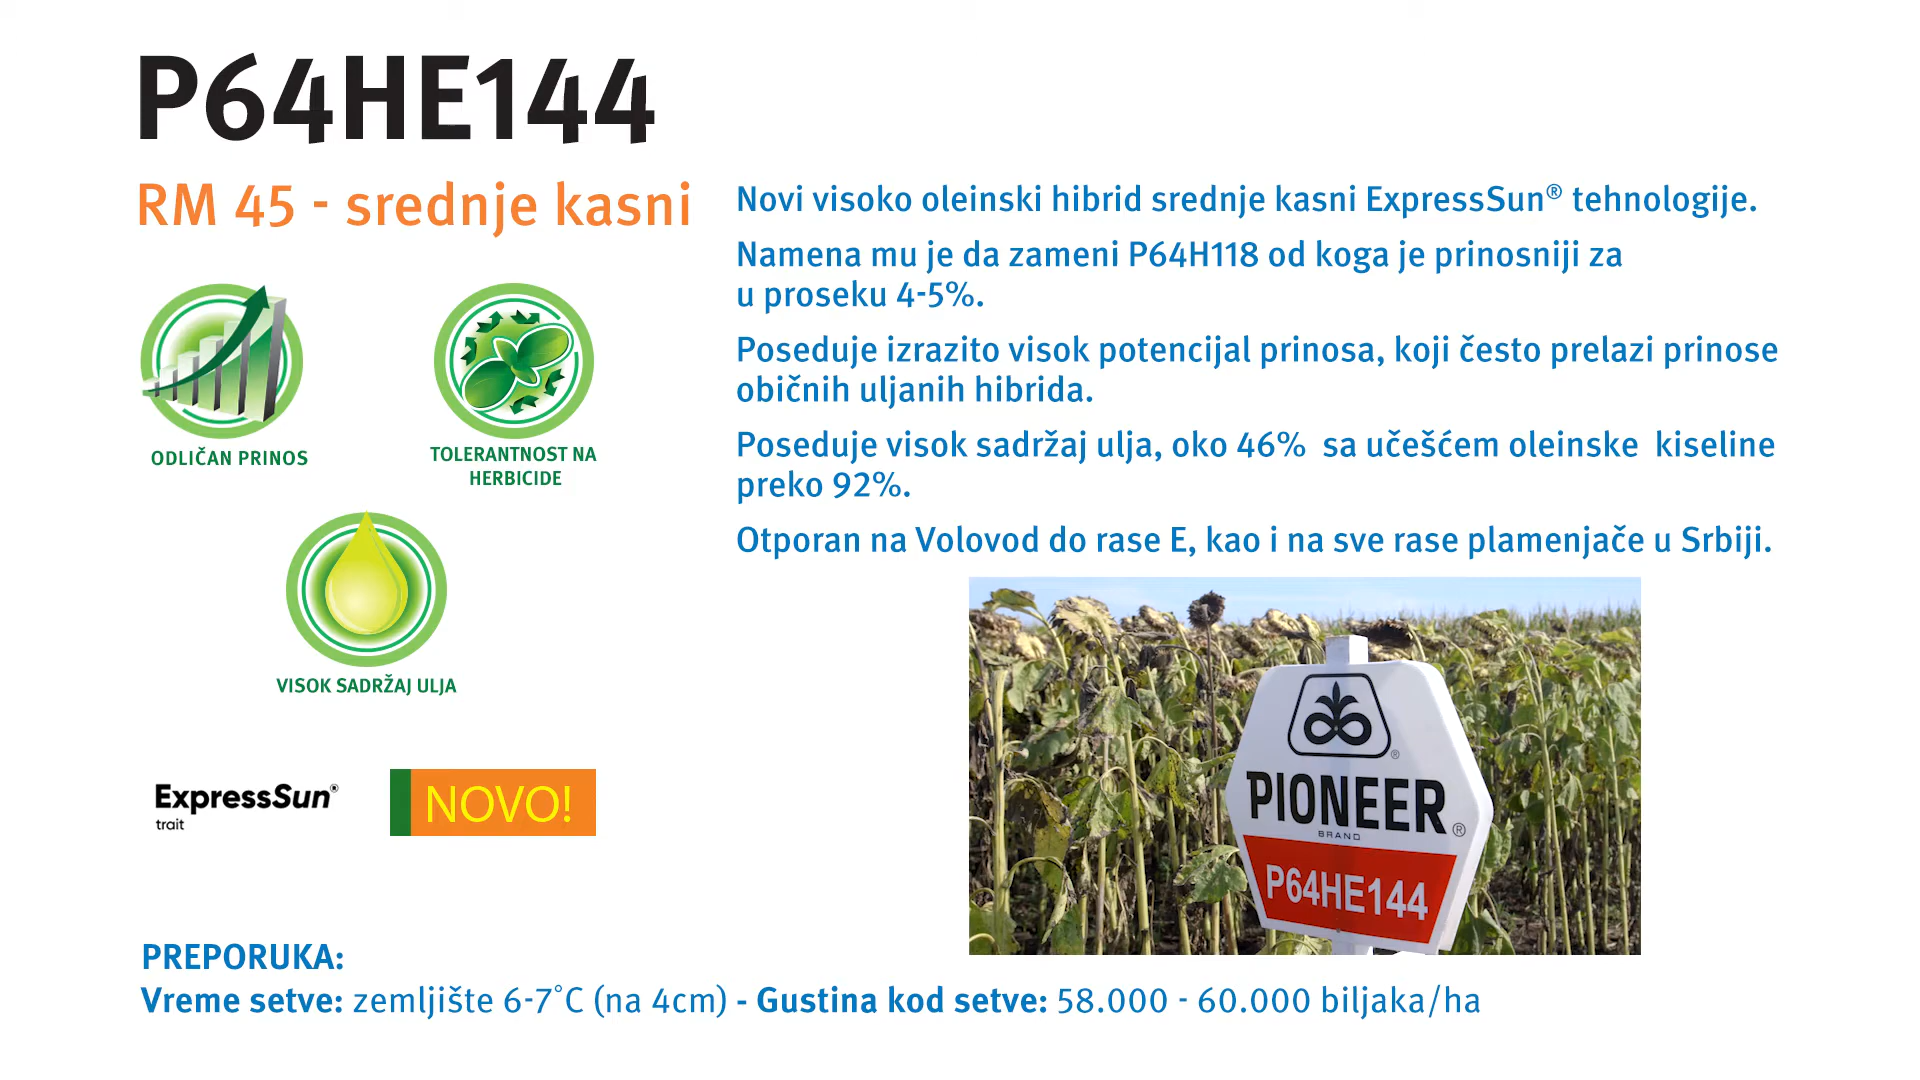 P64HE144
RM 45 - srednje kasni
ODLIČAN PRINOS
TOLERANTNOST NA
HERBICIDE
VISOK SADRŽAJ ULJA
ExpressSun®
trait
NOVO!
Novi visoko oleinski hibrid srednje kasni ExpressSun® tehnologije.
Namena mu je da zameni P64H118 od koga je prinosniji za
u proseku 4-5%.
Poseduje izrazito visok potencijal prinosa, koji često prelazi prinose
običnih uljanih hibrida.
Poseduje visok sadržaj ulja, oko 46% sa učešćem oleinske kiseline
preko 92%.
Otporan na Volovod do rase E, kao i na sve rase plamenjače u Srbiji.
®
PIONEER®
BRAND
P64HE144
PREPORUKA:
Vreme setve: zemljište 6-7°C (na 4cm) - Gustina kod setve: 58.000 - 60.000 biljaka/ha